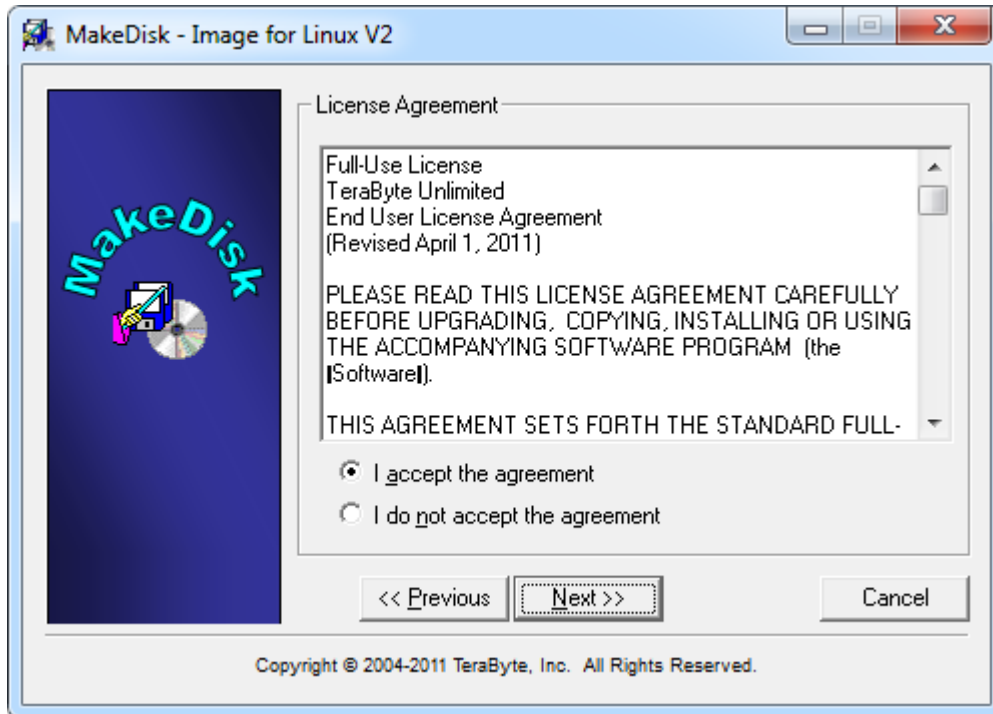 MakeDisk - Image for Linux V2
MakeDisk
License Agreement
Full-Use License
TeraByte Unlimited
End User License Agreement
(Revised April 1, 2011)
PLEASE READ THIS LICENSE AGREEMENT CAREFULLY
BEFORE UPGRADING,  COPYING, INSTALLING OR USING
THE ACCOMPANYING SOFTWARE PROGRAM  (the
▌Software▌).
THIS AGREEMENT SETS FORTH THE STANDARD FULL-
I accept the agreement
I do not accept the agreement
<< Previous
Next >>
Cancel
Copyright © 2004-2011 TeraByte, Inc.  All Rights Reserved.